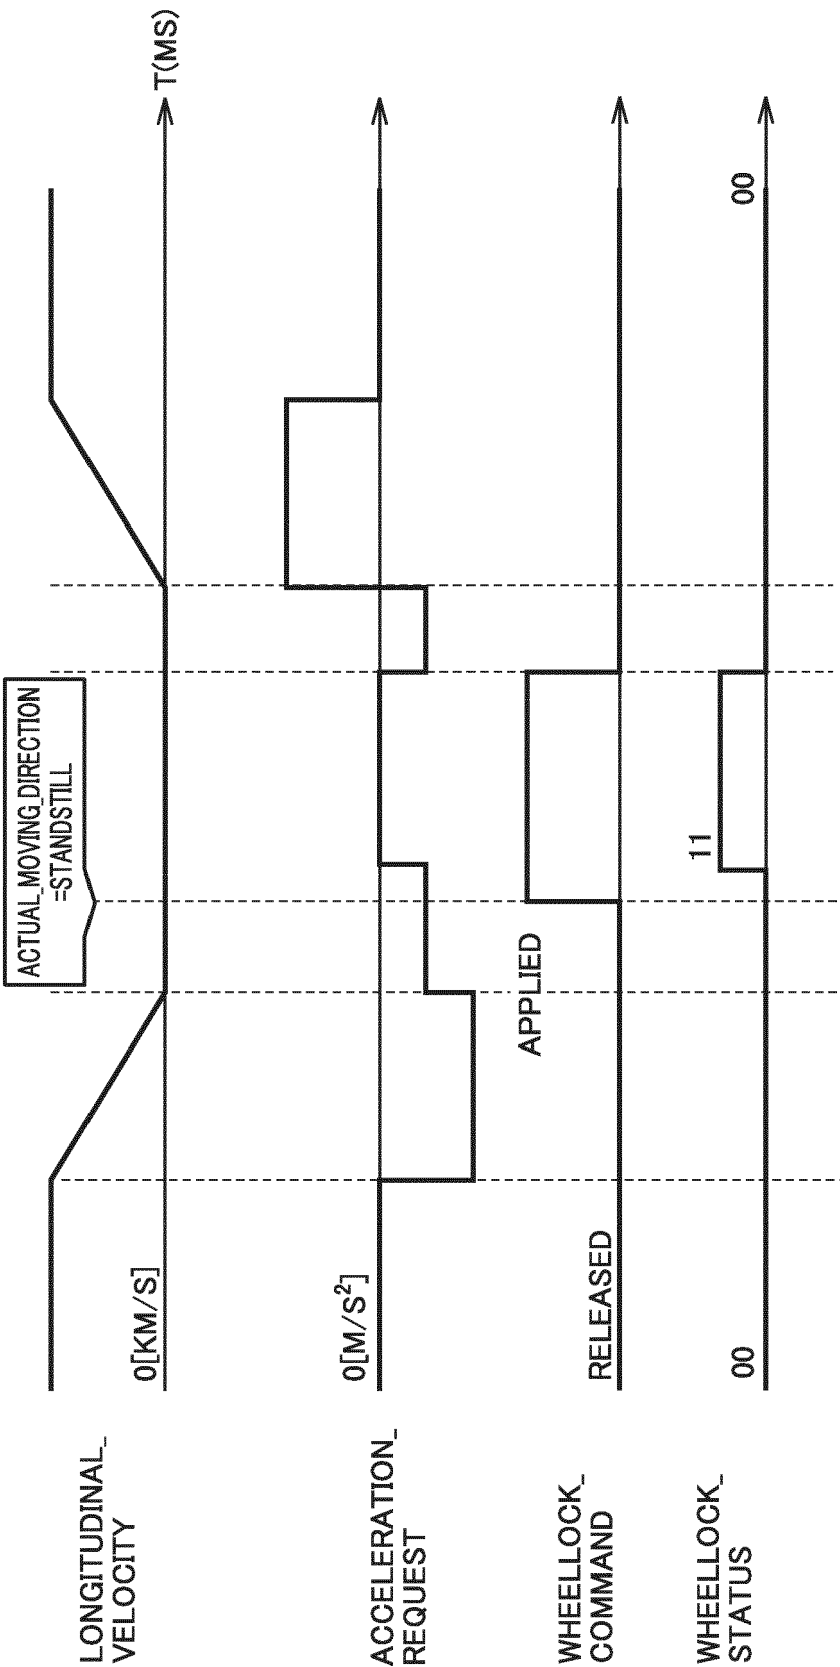 ACTUAL_MOVING_DIRECTION
=STANDSTILL
T(MS)
LONGITUDINAL_
VELOCITY
0[KM/S]
ACCELERATION_
REQUEST
0[M/S²]
WHEELLOCK_
COMMAND
RELEASED
APPLIED
WHEELLOCK_
STATUS
00
11
00